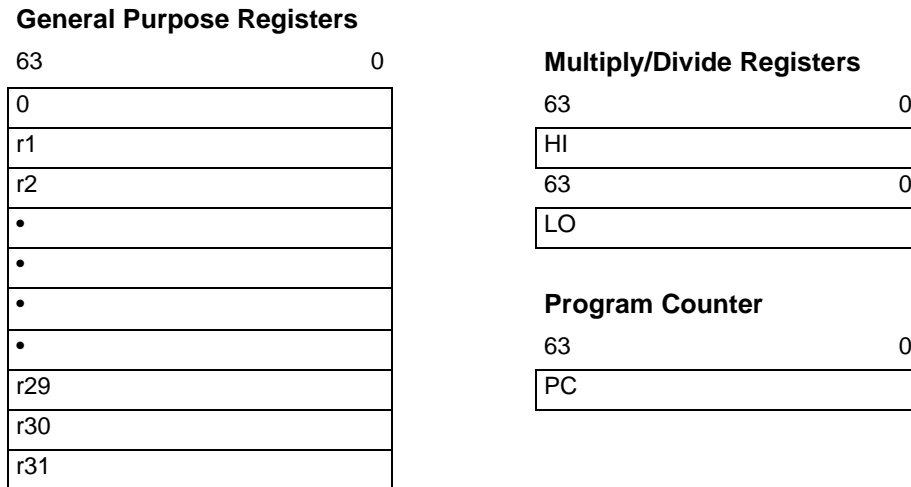 General Purpose Registers
63 0
0
r1
r2
•
•
•
•
r29
r30
r31
Multiply/Divide Registers
63 0
HI
63 0
LO
Program Counter
63 0
PC